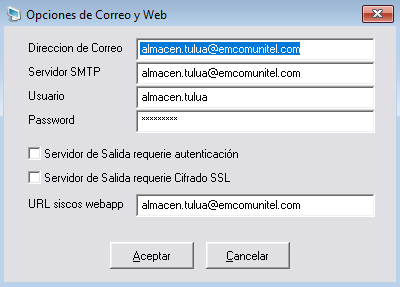 Opciones de Correo y Web
Direccion de Correo almacen.tulua@emcomunitel.com
Servidor SMTP almacen.tulua@emcomunitel.com
Usuario almacen.tulua
Password *********
Servidor de Salida requerie autenticación
Servidor de Salida requerie Cifrado SSL
URL siscos webapp almacen.tulua@emcomunitel.com
Aceptar Cancelar